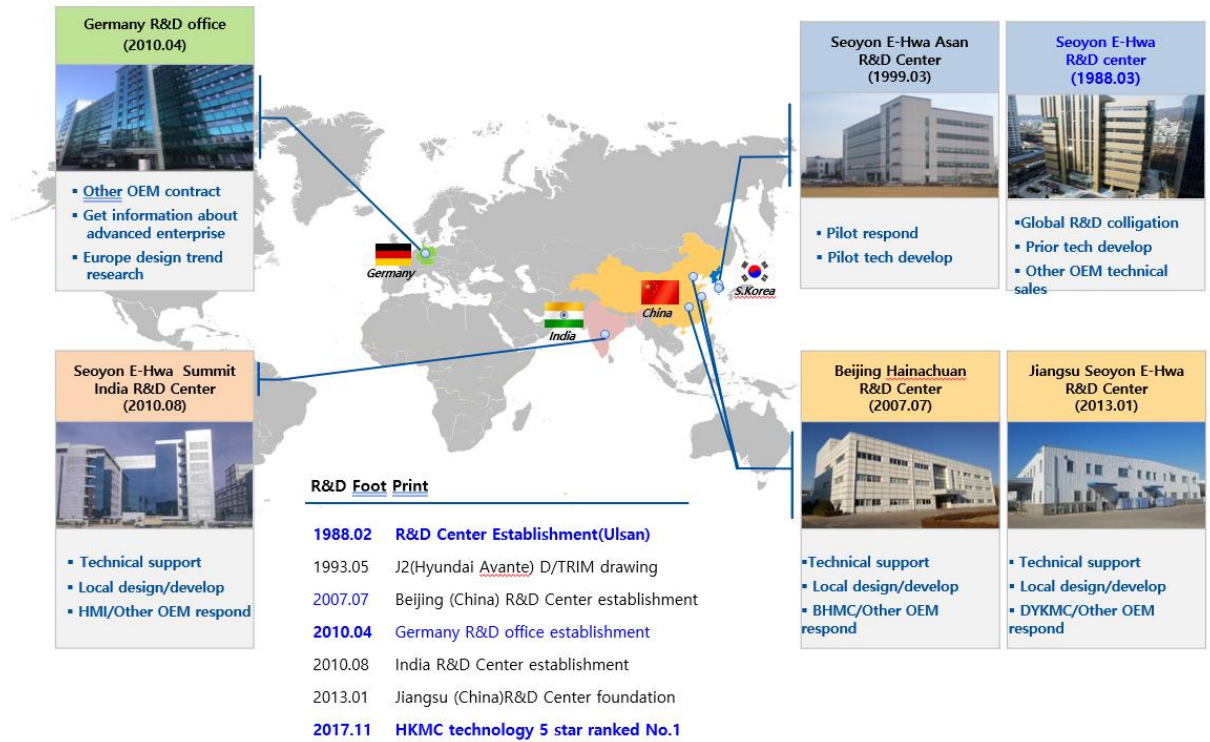 Germany R&D office
(2010.04)
▪ Other OEM contract
▪ Get information about
advanced enterprise
▪ Europe design trend
research
Seoyon E-Hwa Asan
R&D Center
(1999.03)
▪ Pilot respond
▪ Pilot tech develop
Seoyon E-Hwa
R&D center
(1988.03)
▪Global R&D colligation
▪ Prior tech develop
▪ Other OEM technical
sales
Germany
India
China
S.Korea
Seoyon E-Hwa Summit
India R&D Center
(2010.08)
▪ Technical support
▪ Local design/develop
▪ HMI/Other OEM respond
R&D Foot Print
1988.02 R&D Center Establishment(Ulsan)
1993.05 J2(Hyundai Avante) D/TRIM drawing
2007.07 Beijing (China) R&D Center establishment
2010.04 Germany R&D office establishment
2010.08 India R&D Center establishment
2013.01 Jiangsu (China)R&D Center foundation
2017.11 HKMC technology 5 star ranked No.1
Beijing Hainachuan
R&D Center
(2007.07)
▪Technical support
▪ Local design/develop
▪ BHMC/Other OEM
respond
Jiangsu Seoyon E-Hwa
R&D Center
(2013.01)
▪ Technical support
▪ Local design/develop
▪ DYKMC/Other OEM
respond